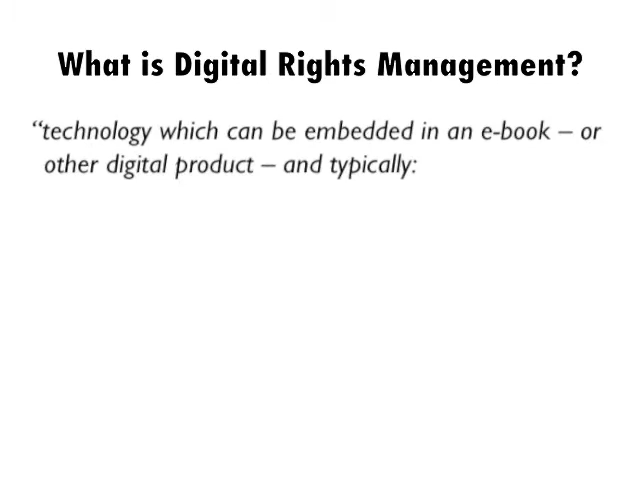 What is Digital Rights Management?
“technology which can be embedded in an e-book – or
other digital product – and typically: